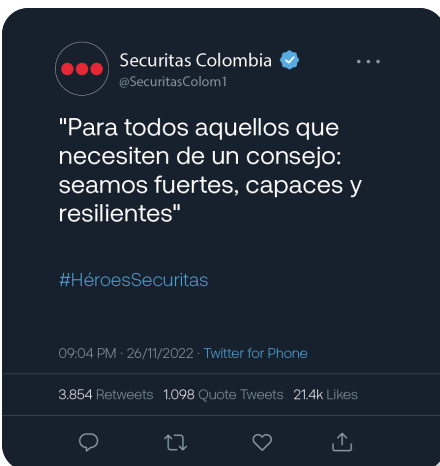 Securitas Colombia
@SecuritasColom1
"Para todos aquellos que
necesiten de un consejo:
seamos fuertes, capaces y
resilientes"
#HéroesSecuritas
09:04 PM · 26/11/2022 · Twitter for Phone
3.854 Retweets 1.098 Quote Tweets 21.4k Likes